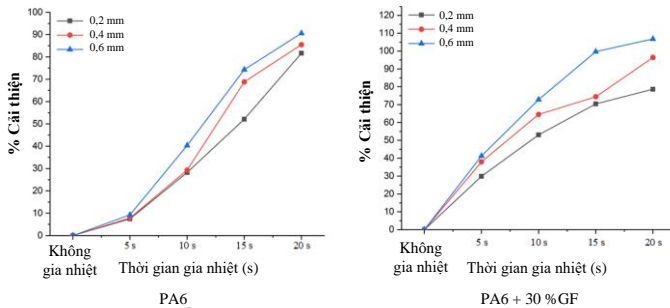 % Cải thiện
100
90
80
70
60
50
40
30
20
10
0
0,2 mm
0,4 mm
0,6 mm
Không
gia nhiệt
5 s
10 s
15 s
20 s
Thời gian gia nhiệt (s)
PA6
% Cải thiện
120
110
100
90
80
70
60
50
40
30
20
10
0
0,2 mm
0,4 mm
0,6 mm
Không
gia nhiệt
5 s
10 s
15 s
20 s
Thời gian gia nhiệt (s)
PA6 + 30 %GF